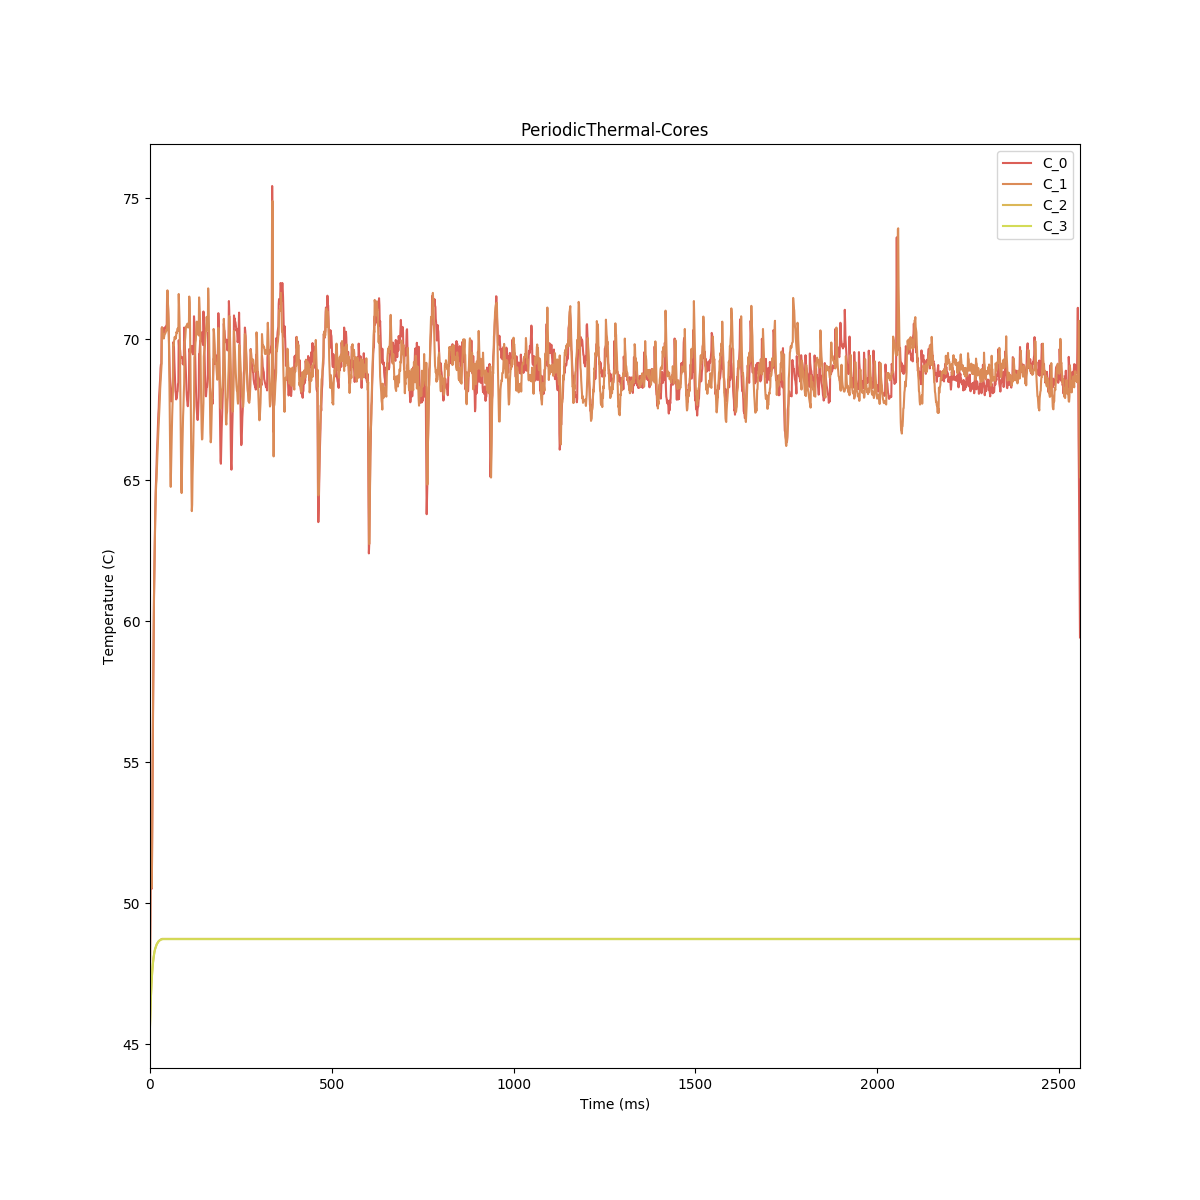 PeriodicThermal-Cores
C_0
C_1
C_2
C_3
75
70
65
60
55
50
45
Temperature (C)
0 500 1000 1500 2000 2500
Time (ms)